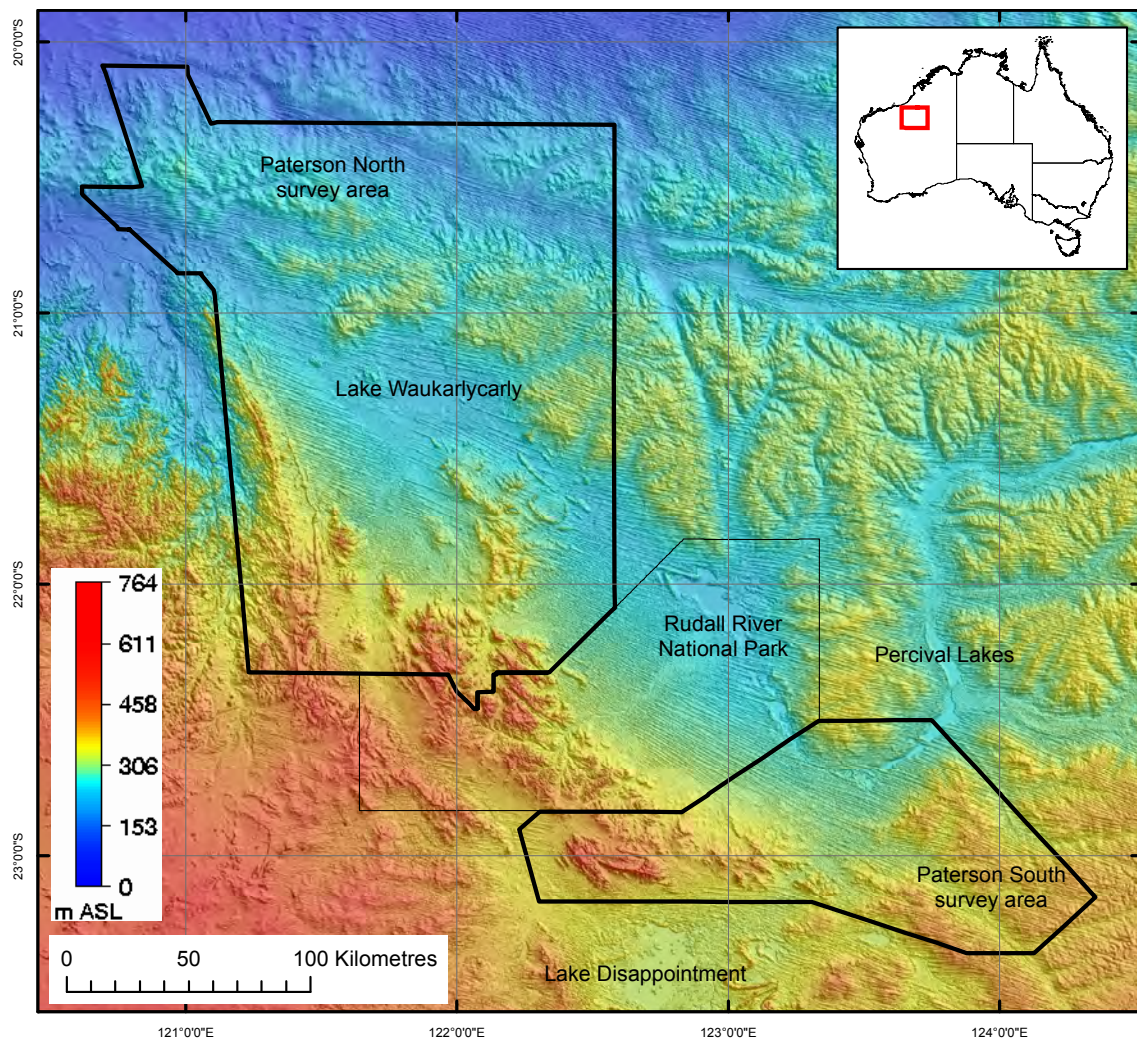 20°0'0"S
21°0'0"S
22°0'0"S
23°0'0"S
Paterson North
survey area
Lake Waukarlycarly
Rudall River
National Park
Percival Lakes
Paterson South
survey area
Lake Disappointment
764
611
458
306
153
0
m ASL
0 50 100 Kilometres
121°0'0"E
122°0'0"E
123°0'0"E
124°0'0"E